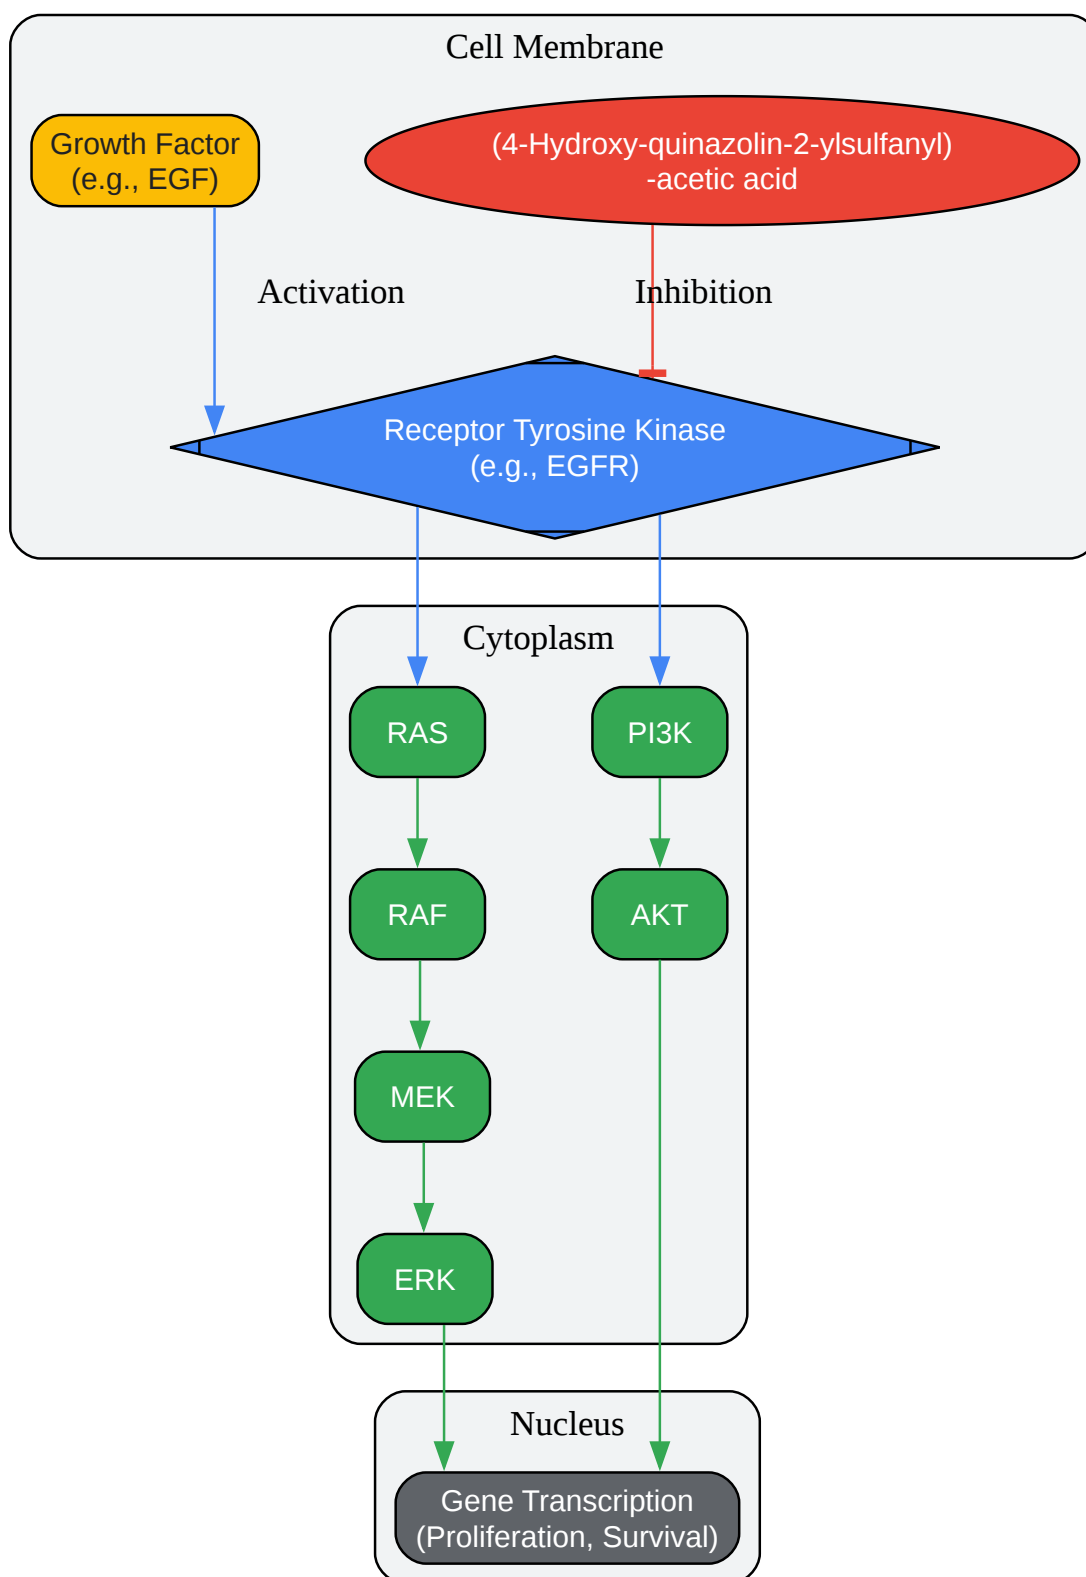 Cell Membrane
Growth Factor
(e.g., EGF)
(4-Hydroxy-quinazolin-2-ylsulfanyl)
-acetic acid
Activation
Inhibition
Receptor Tyrosine Kinase
(e.g., EGFR)
Cytoplasm
RAS
PI3K
RAF
AKT
MEK
ERK
Nucleus
Gene Transcription
(Proliferation, Survival)